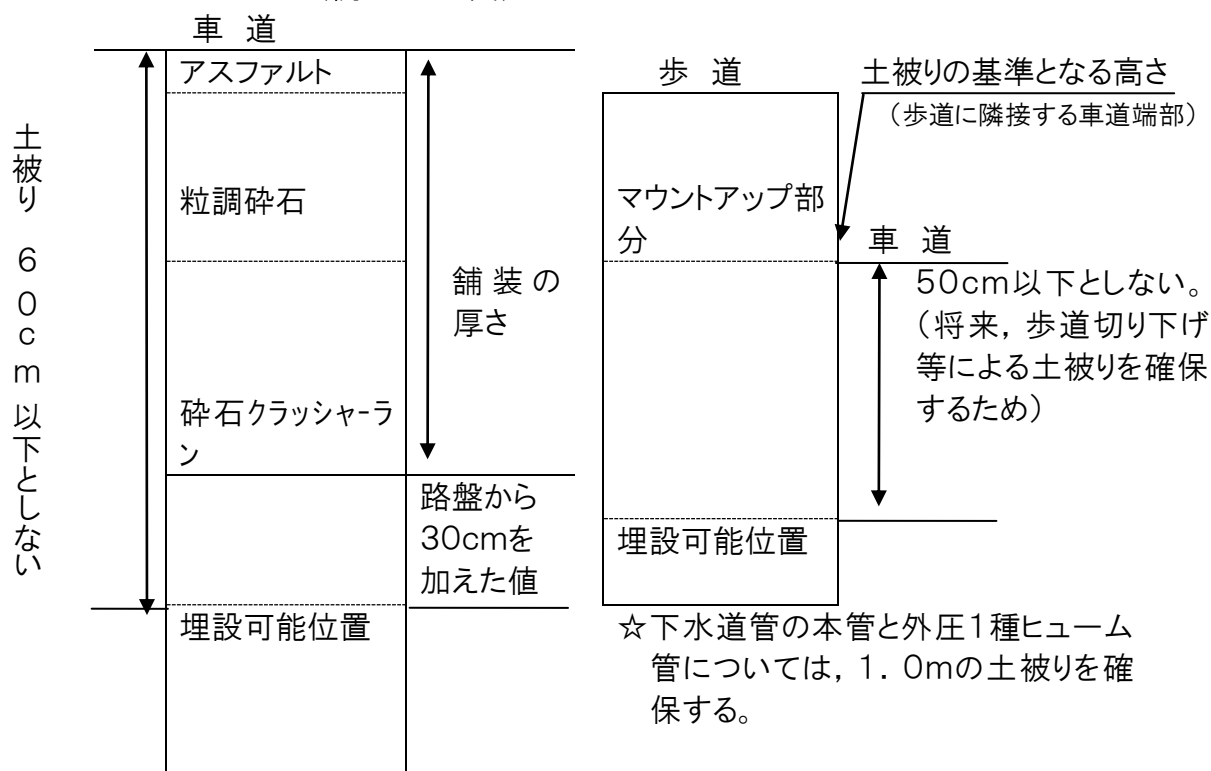 車 道
アスファルト
粒調砕石
砕石クラッシャーラ
ン
埋設可能位置
土被り 60cm以下としない
舗装の
厚さ
路盤から
30cmを
加えた値
歩 道
マウントアップ部
分
埋設可能位置
土被りの基準となる高さ
(歩道に隣接する車道端部)
車 道
50cm以下としない。
(将来,歩道切り下げ
等による土被りを確保
するため)
☆下水道管の本管と外圧1種ヒューム
管については,1.0mの土被りを確
保する。